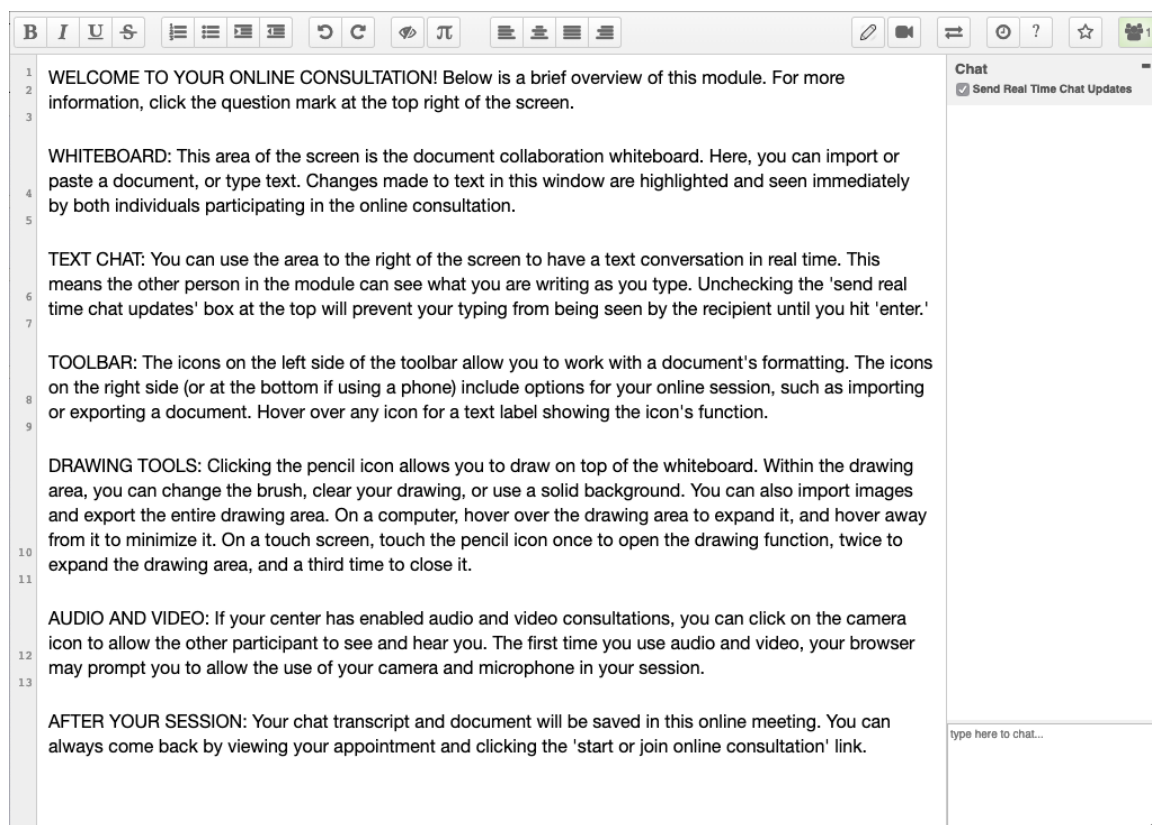 B I U S π ? 1
Chat
Send Real Time Chat Updates
1 WELCOME TO YOUR ONLINE CONSULTATION! Below is a brief overview of this module. For more
2 information, click the question mark at the top right of the screen.
3
WHITEBOARD: This area of the screen is the document collaboration whiteboard. Here, you can import or
4 paste a document, or type text. Changes made to text in this window are highlighted and seen immediately
5 by both individuals participating in the online consultation.
TEXT CHAT: You can use the area to the right of the screen to have a text conversation in real time. This
6 means the other person in the module can see what you are writing as you type. Unchecking the 'send real
7 time chat updates' box at the top will prevent your typing from being seen by the recipient until you hit 'enter.'
TOOLBAR: The icons on the left side of the toolbar allow you to work with a document's formatting. The icons
8 on the right side (or at the bottom if using a phone) include options for your online session, such as importing
9 or exporting a document. Hover over any icon for a text label showing the icon's function.
DRAWING TOOLS: Clicking the pencil icon allows you to draw on top of the whiteboard. Within the drawing
area, you can change the brush, clear your drawing, or use a solid background. You can also import images
and export the entire drawing area. On a computer, hover over the drawing area to expand it, and hover away
10 from it to minimize it. On a touch screen, touch the pencil icon once to open the drawing function, twice to
11 expand the drawing area, and a third time to close it.
AUDIO AND VIDEO: If your center has enabled audio and video consultations, you can click on the camera
12 icon to allow the other participant to see and hear you. The first time you use audio and video, your browser
13 may prompt you to allow the use of your camera and microphone in your session.
AFTER YOUR SESSION: Your chat transcript and document will be saved in this online meeting. You can
always come back by viewing your appointment and clicking the 'start or join online consultation' link.
type here to chat...